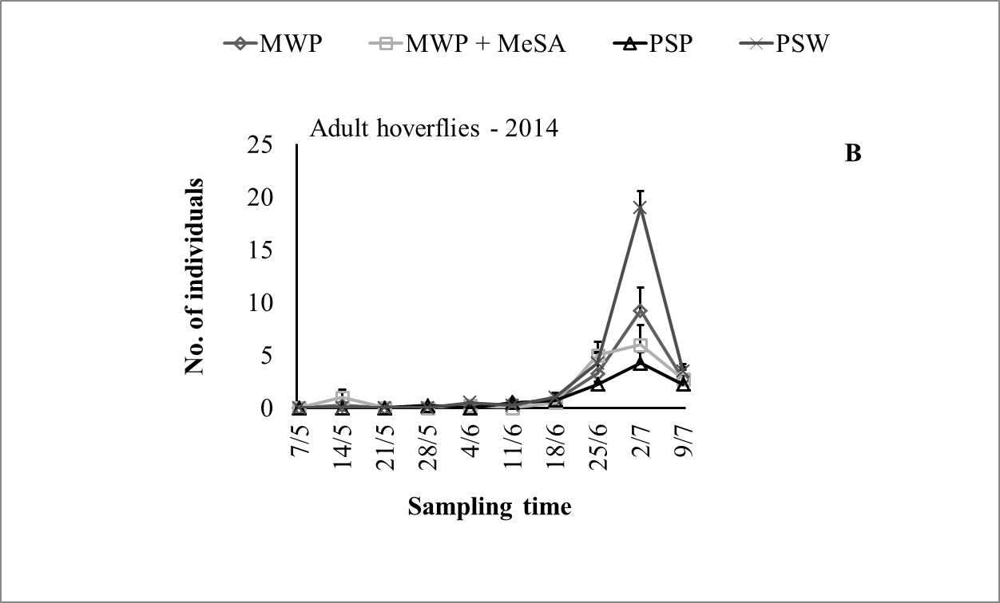 MWP MWP + MeSA PSP PSW
Adult hoverflies - 2014
B
25
20
15
10
5
0
No. of individuals
7/5 14/5 21/5 28/5 4/6 11/6 18/6 25/6 2/7 9/7
Sampling time